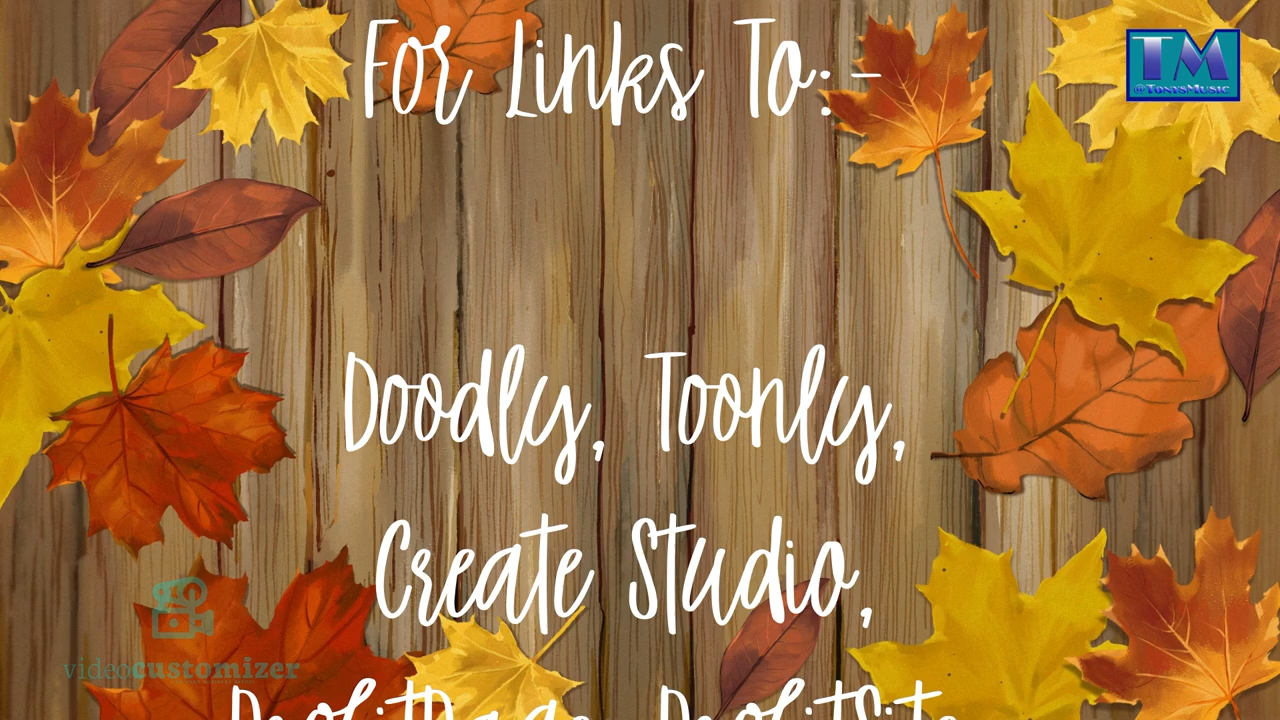 For Links To:-
TM
@TonysMusic
Doodly, Toonly,
Create Studio,
videocustomizer